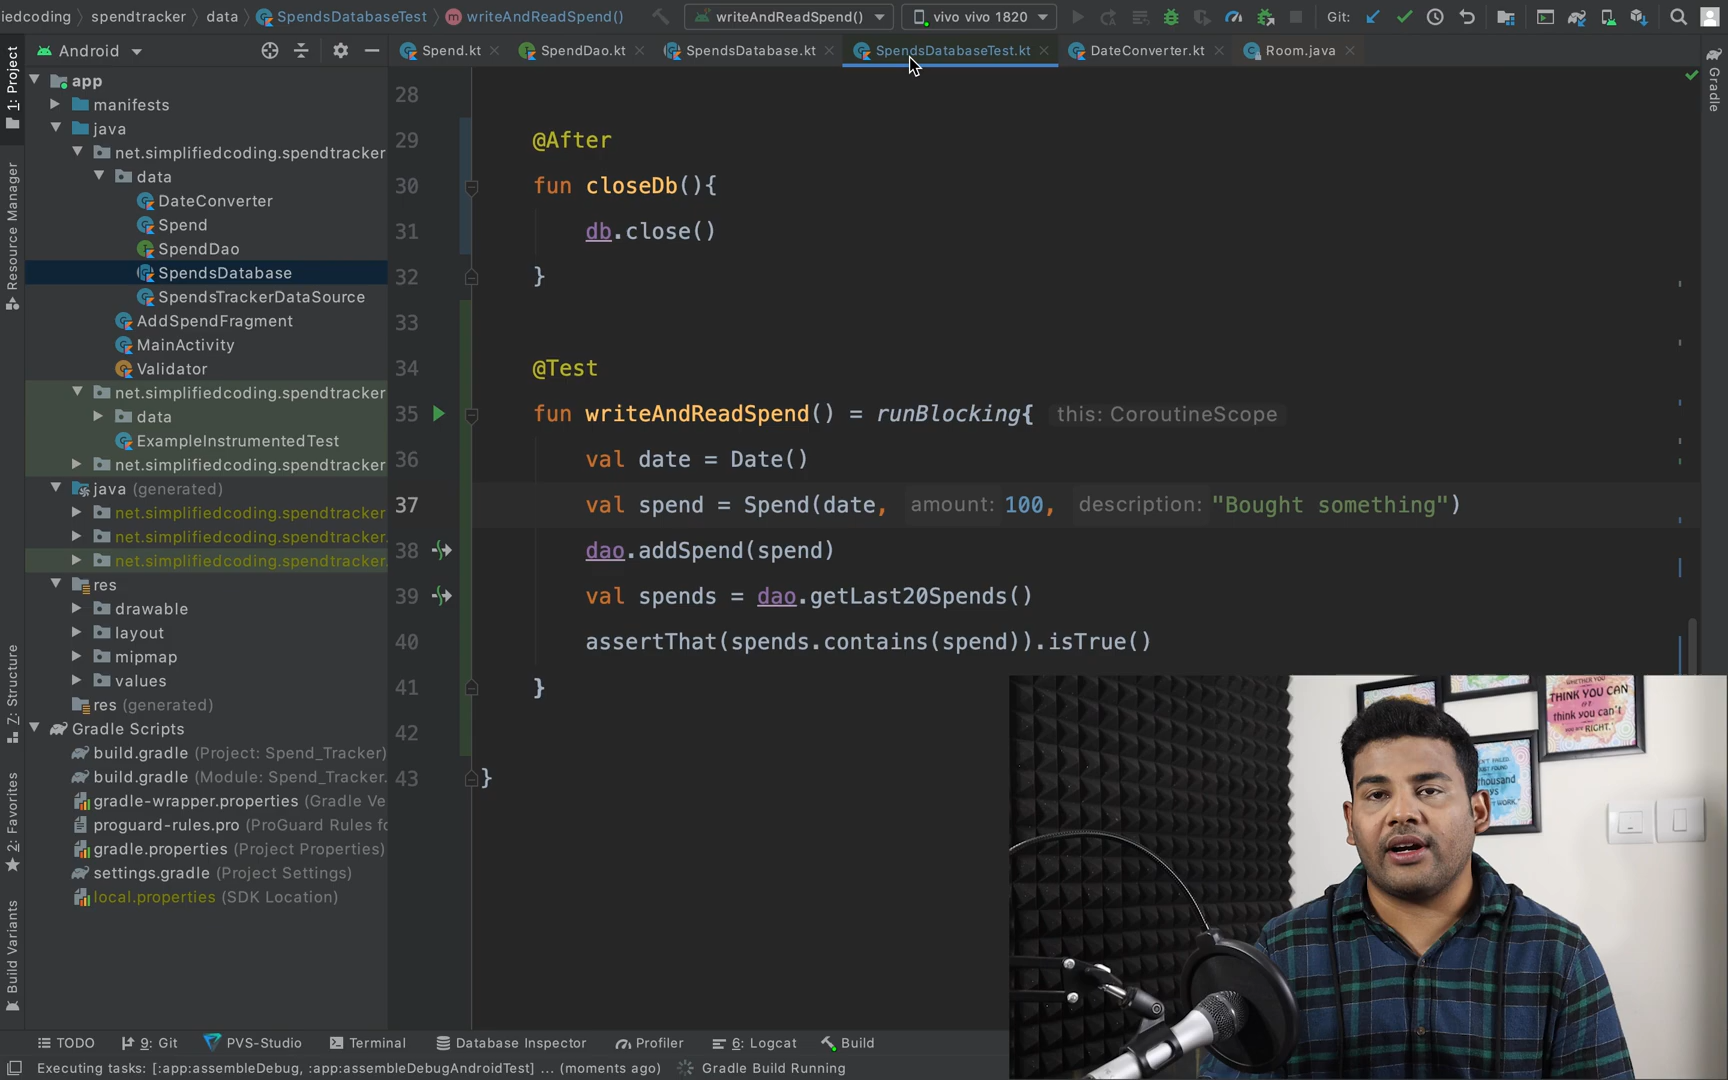 iedcoding
spendtracker
data
SpendsDatabaseTest
writeAndReadSpend()
writeAndReadSpend()
vivo vivo 1820
Git:
Android
Spend.kt
SpendDao.kt
SpendsDatabase.kt
SpendsDatabaseTest.kt
DateConverter.kt
Room.java
1: Project
Resource Manager
7: Structure
2: Favorites
Build Variants
Gradle
app
manifests
java
net.simplifiedcoding.spendtracker
data
DateConverter
Spend
SpendDao
SpendsDatabase
SpendsTrackerDataSource
AddSpendFragment
MainActivity
Validator
net.simplifiedcoding.spendtracker
data
ExampleInstrumentedTest
net.simplifiedcoding.spendtracker
java (generated)
net.simplifiedcoding.spendtracker.
net.simplifiedcoding.spendtracker.
net.simplifiedcoding.spendtracker.
res
drawable
layout
mipmap
values
res (generated)
Gradle Scripts
build.gradle (Project: Spend_Tracker)
build.gradle (Module: Spend_Tracker.
gradle-wrapper.properties (Gradle Ve
proguard-rules.pro (ProGuard Rules fo
gradle.properties (Project Properties)
settings.gradle (Project Settings)
local.properties (SDK Location)
28
29 @After
30 fun closeDb(){
31 db.close()
32 }
33
34 @Test
35 fun writeAndReadSpend() = runBlocking{ this: CoroutineScope
36 val date = Date()
37 val spend = Spend(date, amount: 100, description: "Bought something")
38 dao.addSpend(spend)
39 val spends = dao.getLast20Spends()
40 assertThat(spends.contains(spend)).isTrue()
41 }
42
43 }
THINK YOU CAN
or
think you can't
RIGHT.
thousand
WORK.
TODO
9: Git
PVS-Studio
Terminal
Database Inspector
Profiler
6: Logcat
Build
Executing tasks: [:app:assembleDebug, :app:assembleDebugAndroidTest] ... (moments ago)
Gradle Build Running